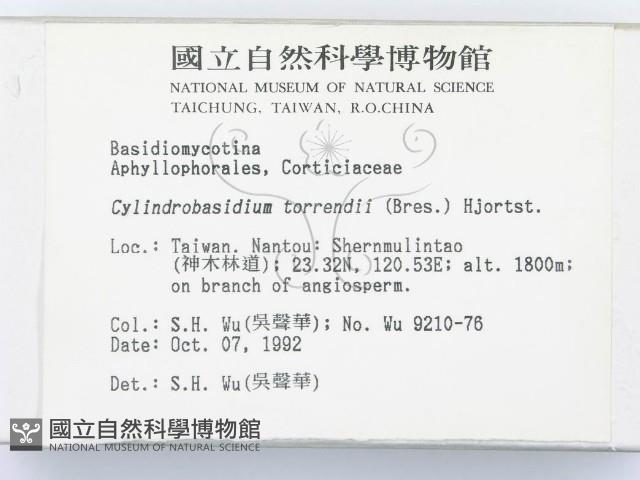 國立自然科學博物館
NATIONAL MUSEUM OF NATURAL SCIENCE
TAICHUNG, TAIWAN, R.O.CHINA
Basidiomycotina
Aphyllophorales, Corticiaceae
Cylindrobasidium torrendii (Bres.) Hjortst.
Loc.: Taiwan. Nantou: Shernmulintao
(神木林道); 23.32N, 120.53E; alt. 1800m;
on branch of angiosperm.
Col.: S.H. Wu(吳聲華); No. Wu 9210-76
Date: Oct. 07, 1992
Det.: S.H. Wu(吳聲華)
國立自然科學博物館
NATIONAL MUSEUM OF NATURAL SCIENCE